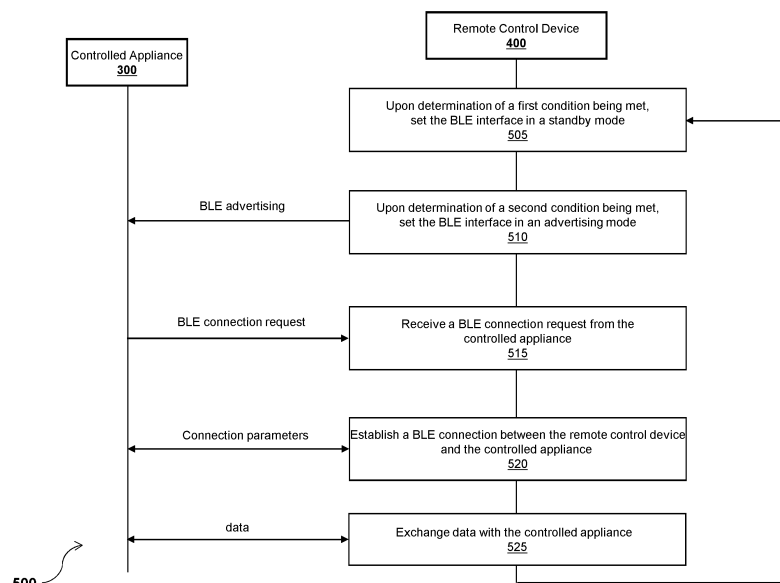 Controlled Appliance
300
Remote Control Device
400
Upon determination of a first condition being met,
set the BLE interface in a standby mode
505
BLE advertising
Upon determination of a second condition being met,
set the BLE interface in an advertising mode
510
BLE connection request
Receive a BLE connection request from the
controlled appliance
515
Connection parameters
Establish a BLE connection between the remote control device
and the controlled appliance
520
data
Exchange data with the controlled appliance
525
500